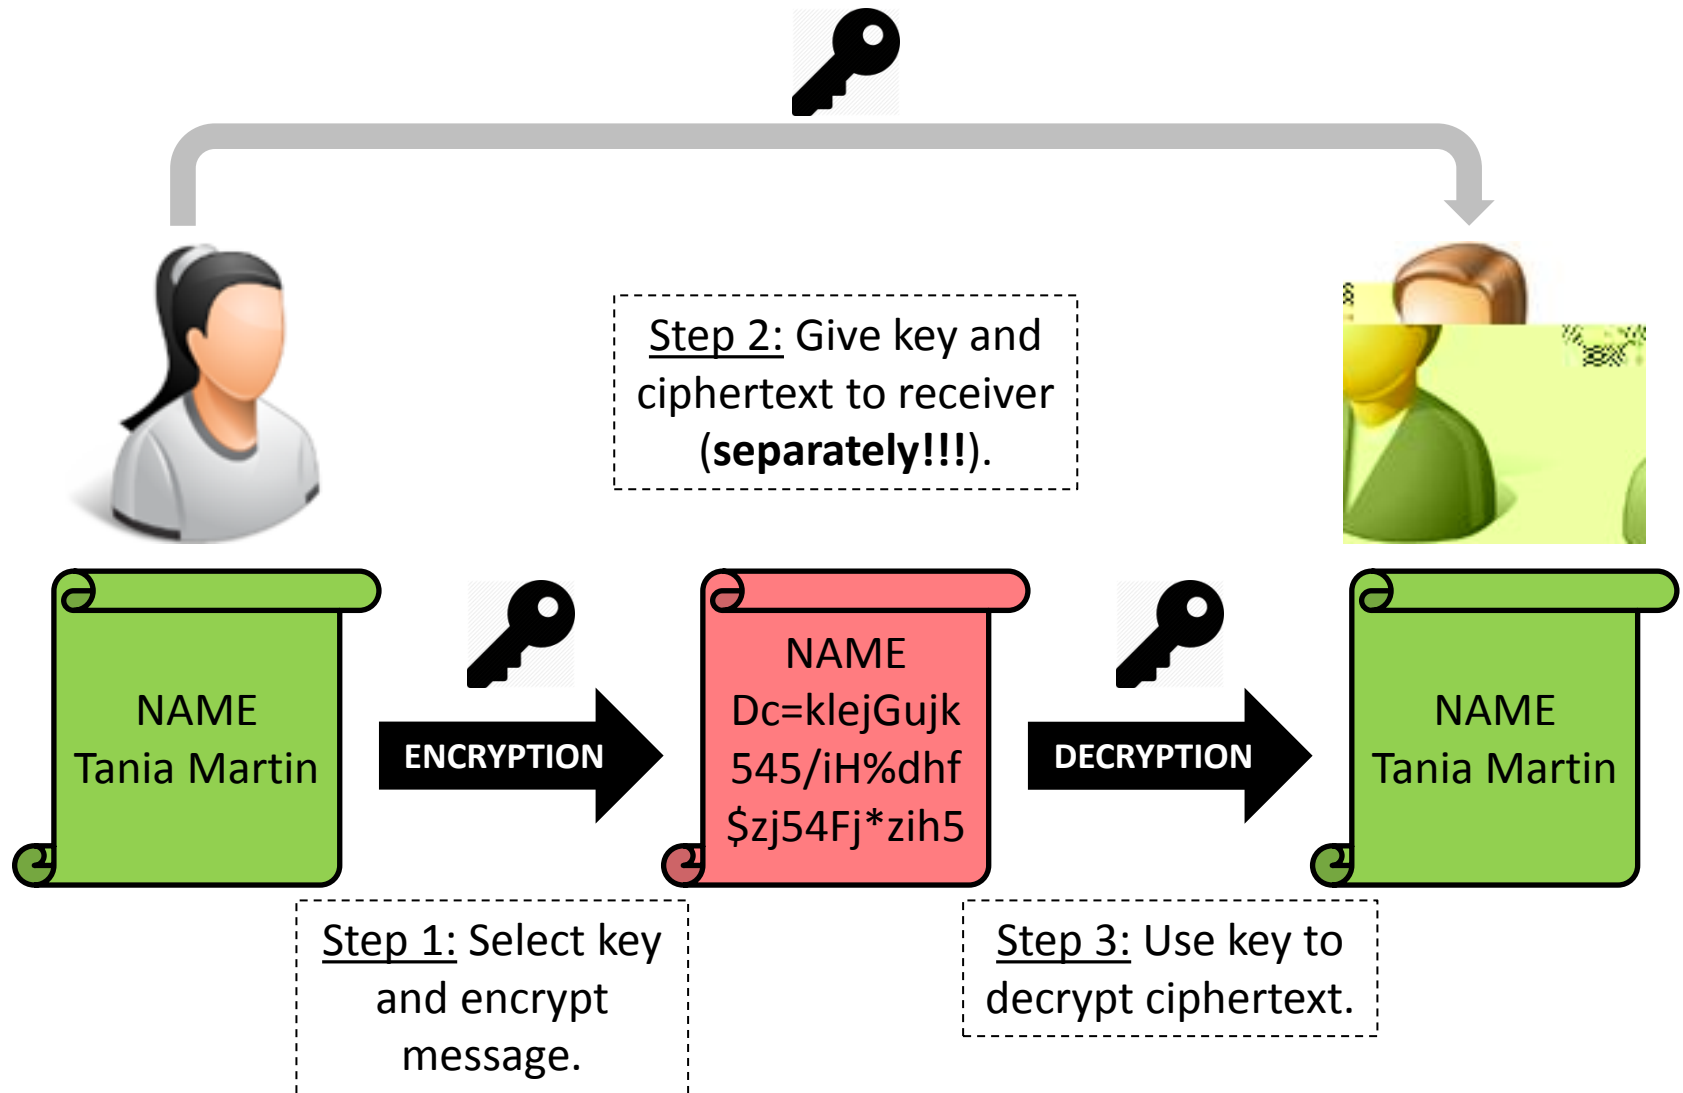 Step 2: Give key and
ciphertext to receiver
(separately!!!).
NAME
Tania Martin
ENCRYPTION
NAME
Dc=klejGujk
545/iH%dhf
$zj54Fj*zih5
DECRYPTION
NAME
Tania Martin
Step 1: Select key
and encrypt
message.
Step 3: Use key to
decrypt ciphertext.